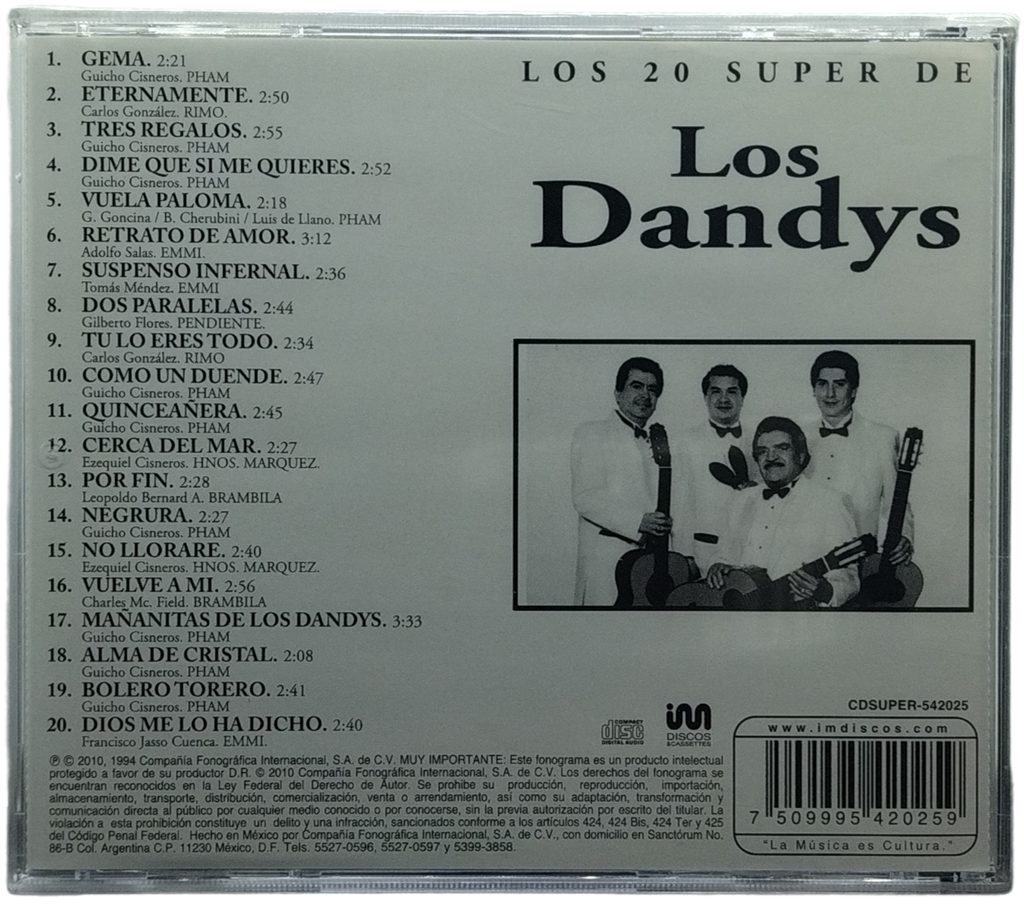 1. GEMA. 2:21
Guicho Cisneros. PHAM
2. ETERNAMENTE. 2:50
Carlos González. RIMO.
3. TRES REGALOS. 2:55
Guicho Cisneros. PHAM
4. DIME QUE SI ME QUIERES. 2:52
Guicho Cisneros. PHAM
5. VUELA PALOMA. 2:18
G. Goncina / B. Cherubini / Luis de Llano. PHAM
6. RETRATO DE AMOR. 3:12
Adolfo Salas. EMMI.
7. SUSPENSO INFERNAL. 2:36
Tomás Méndez. EMMI
8. DOS PARALELAS. 2:44
Gilberto Flores. PENDIENTE.
9. TU LO ERES TODO. 2:34
Carlos González. RIMO
10. COMO UN DUENDE. 2:47
Guicho Cisneros. PHAM
11. QUINCEAÑERA. 2:45
Guicho Cisneros. PHAM
12. CERCA DEL MAR. 2:27
Ezequiel Cisneros. HNOS. MARQUEZ.
13. POR FIN. 2:28
Leopoldo Bernard A. BRAMBILA
14. NEGRURA. 2:27
Guicho Cisneros. PHAM
15. NO LLORARE. 2:40
Ezequiel Cisneros. HNOS. MARQUEZ.
16. VUELVE A MI. 2:56
Charles Mc. Field. BRAMBILA
17. MAÑANITAS DE LOS DANDYS. 3:33
Guicho Cisneros. PHAM
18. ALMA DE CRISTAL. 2:08
Guicho Cisneros. PHAM
19. BOLERO TORERO. 2:41
Guicho Cisneros. PHAM
20. DIOS ME LO HA DICHO. 2:40
Francisco Jasso Cuenca. EMMI.
℗ © 2010, 1994 Compañía Fonográfica Internacional, S.A. de C.V. MUY IMPORTANTE: Este fonograma es un producto intelectual
protegido a favor de su productor D.R. © 2010 Compañía Fonográfica Internacional, S.A. de C.V. Los derechos del fonograma se
encuentran reconocidos en la Ley Federal del Derecho de Autor. Se prohibe su producción, reproducción, importación,
almacenamiento, transporte, distribución, comercialización, venta o arrendamiento, así como su adaptación, transformación y
comunicación directa al público por cualquier medio conocido o por conocerse, sin la previa autorización por escrito del titular. La
violación a esta prohibición constituye un delito y una infracción, sancionados conforme a los artículos 424, 424 Bis, 424 Ter y 425
del Código Penal Federal. Hecho en México por Compañía Fonográfica Internacional, S.A. de C.V., con domicilio en Sanctórum No.
86-B Col. Argentina C.P. 11230 México, D.F. Tels. 5527-0596, 5527-0597 y 5399-3858.
LOS 20 SUPER DE
Los
Dandys
COMPACT
disc
DIGITAL AUDIO
iM
DISCOS
&CASSETTES
CDSUPER-542025
www.imdiscos.com
7 509995 420259
"La Música es Cultura."